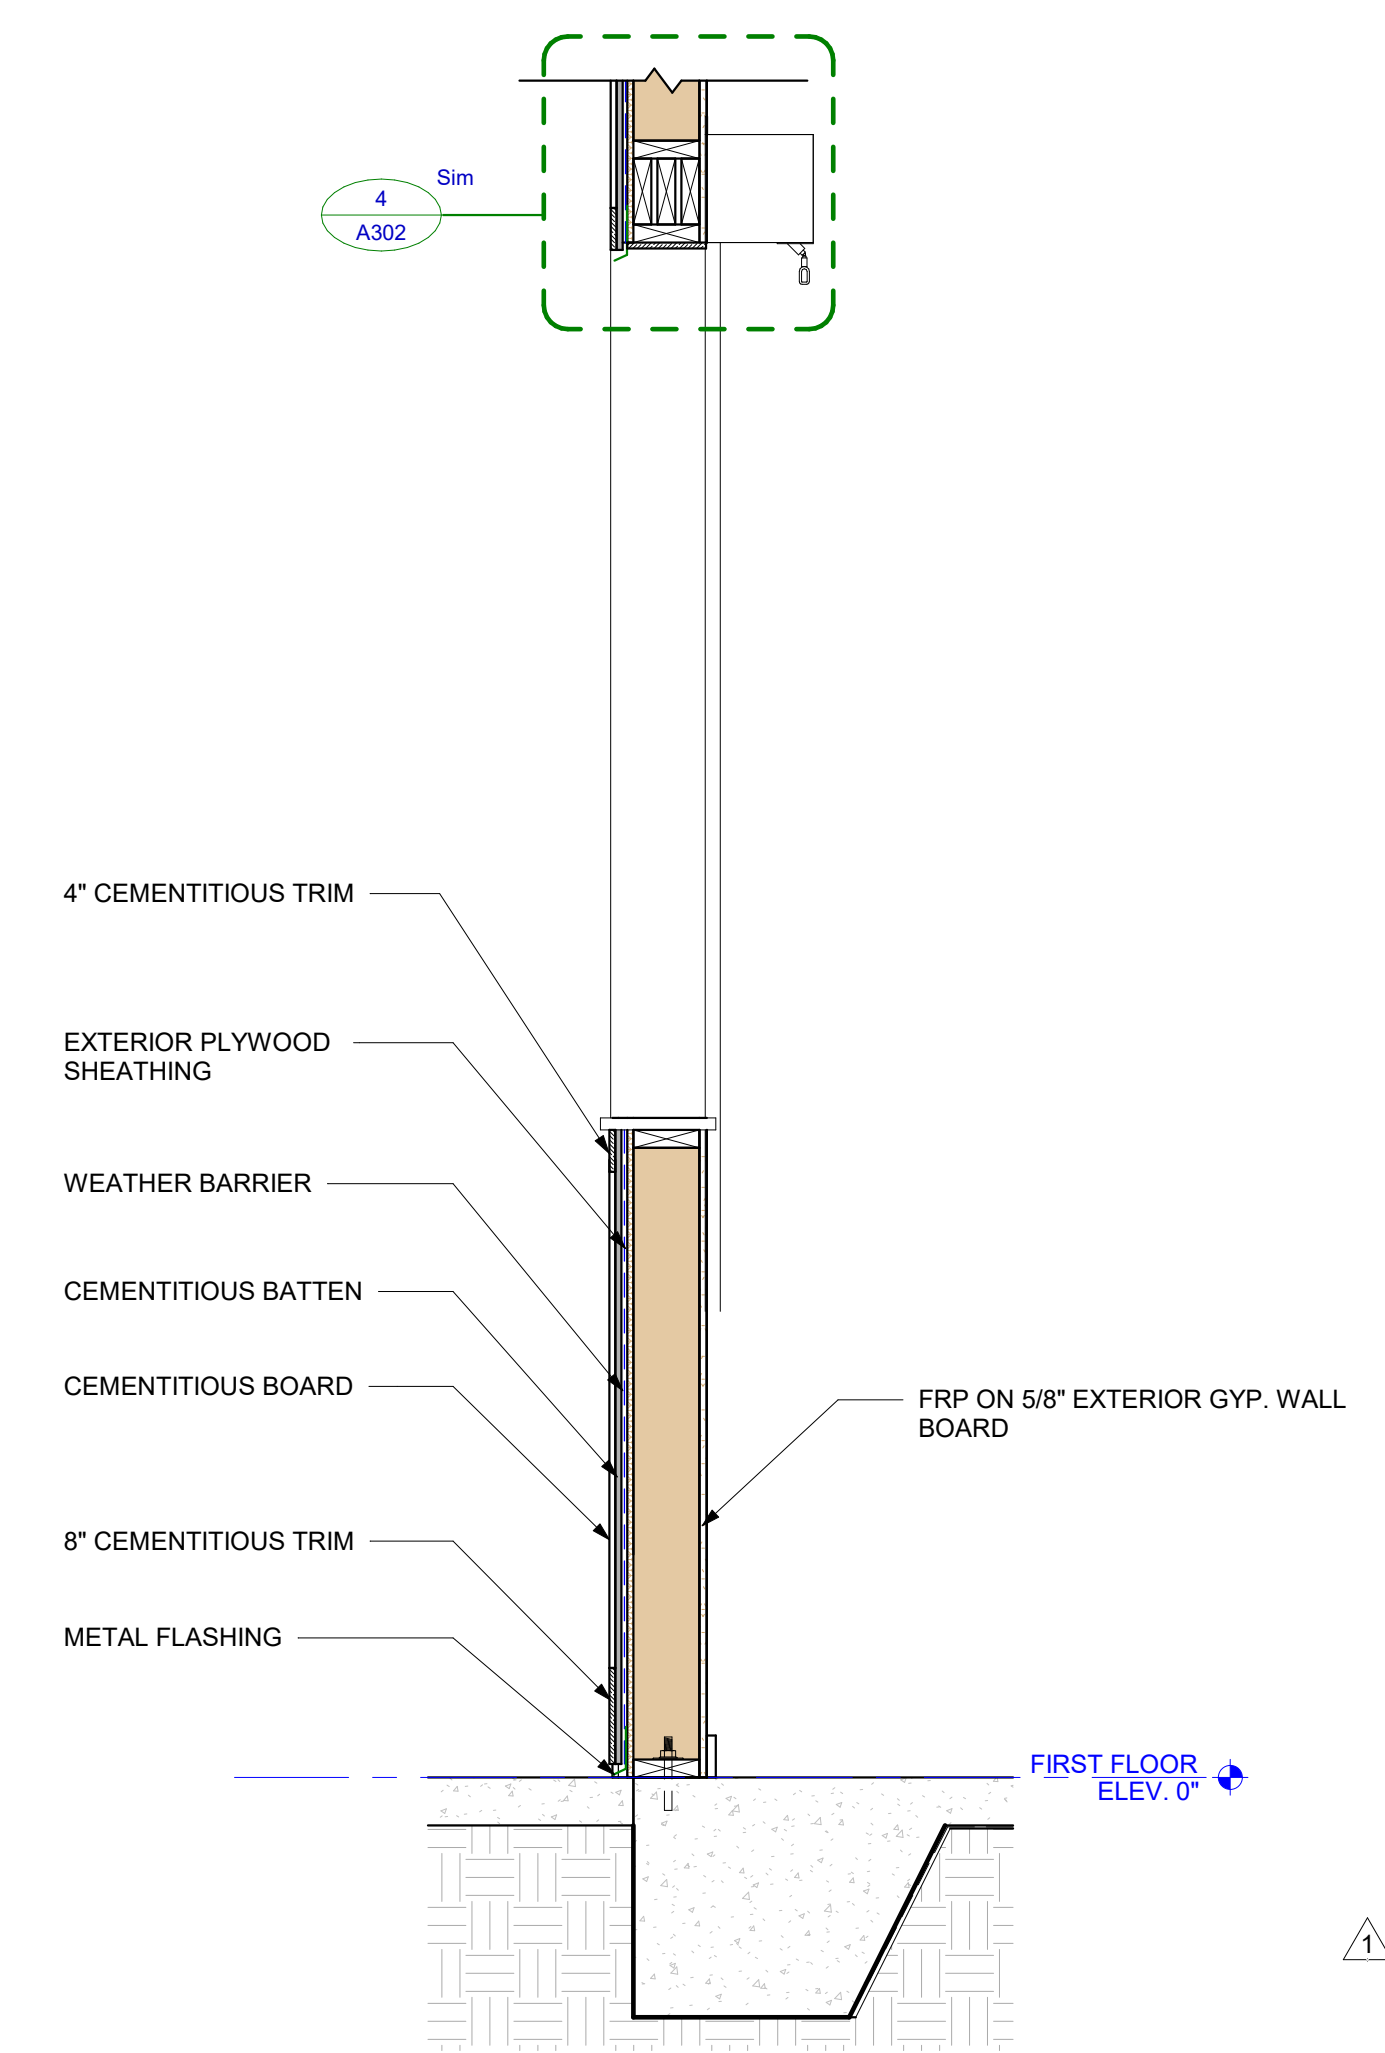 Sim
4
A302
4" CEMENTITIOUS TRIM
EXTERIOR PLYWOOD
SHEATHING
WEATHER BARRIER
CEMENTITIOUS BATTEN
CEMENTITIOUS BOARD
FRP ON 5/8" EXTERIOR GYP. WALL
BOARD
8" CEMENTITIOUS TRIM
METAL FLASHING
FIRST FLOOR
ELEV. 0"
1